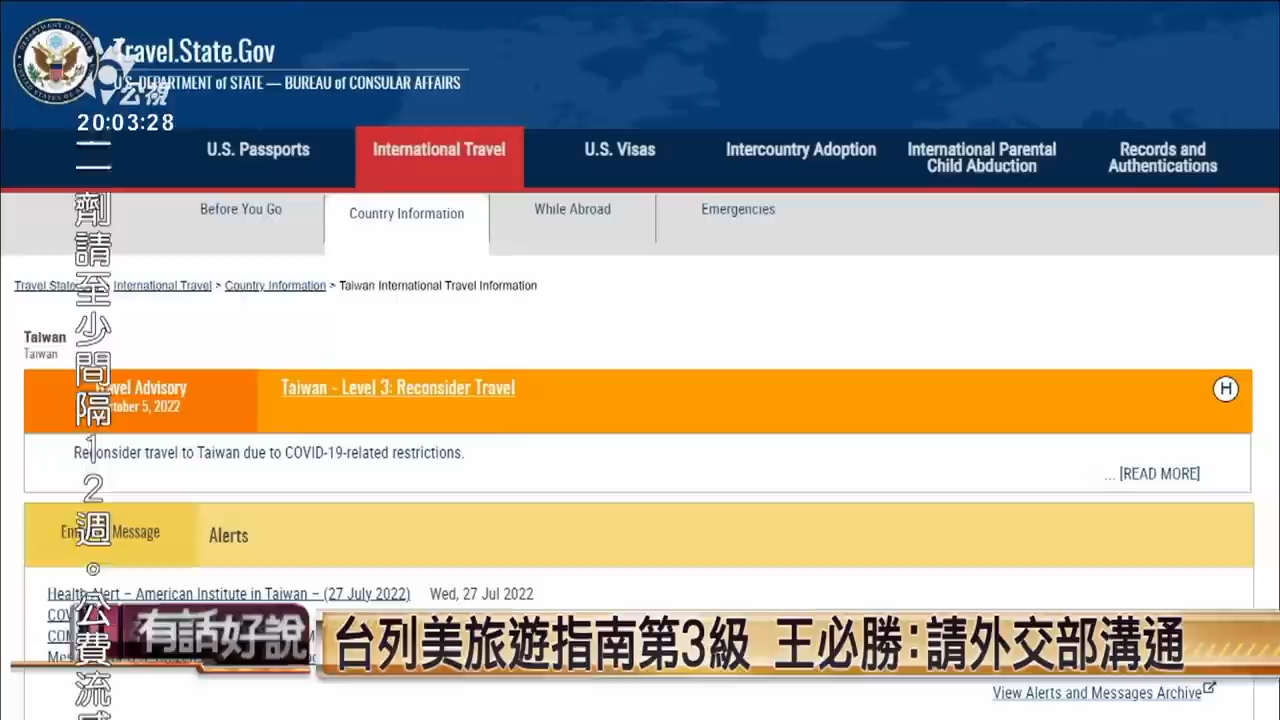 Travel.State.Gov
U.S. DEPARTMENT of STATE — BUREAU of CONSULAR AFFAIRS
公視
20:03:28
U.S. Passports
International Travel
U.S. Visas
Intercountry Adoption
International Parental Child Abduction
Records and Authentications
Before You Go
Country Information
While Abroad
Emergencies
Travel State > International Travel > Country Information > Taiwan International Travel Information
Taiwan
Taiwan
Travel Advisory
October 5, 2022
Taiwan - Level 3: Reconsider Travel
H
Reconsider travel to Taiwan due to COVID-19-related restrictions.
... [READ MORE]
Message
Alerts
Health Alert – American Institute in Taiwan – (27 July 2022)
Wed, 27 Jul 2022
二劑請至少間隔12週。公費流感
有話好說
台列美旅遊指南第3級 王必勝:請外交部溝通
View Alerts and Messages Archive